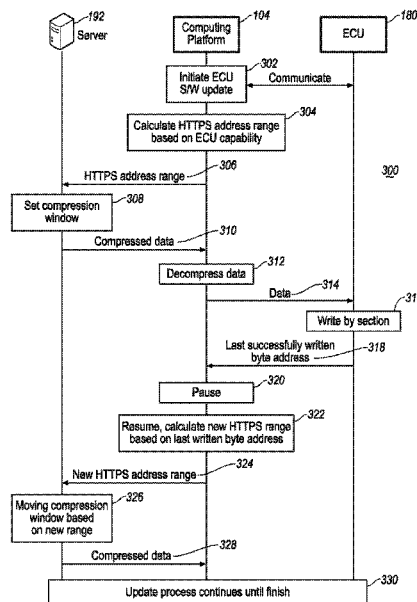 192
104
180
Server
Computing
Platform
ECU
302
Initiate ECU
S/W update
Communicate
304
Calculate HTTPS address range
based on ECU capability
306
HTTPS address range
300
308
Set compression
window
310
Compressed data
312
Decompress data
314
Data
31
Write by section
Last successfully written
byte address
318
320
Pause
322
Resume, calculate new HTTPS range
based on last written byte address
324
New HTTPS address range
326
Moving compression
window based
on new range
328
Compressed data
330
Update process continues until finish